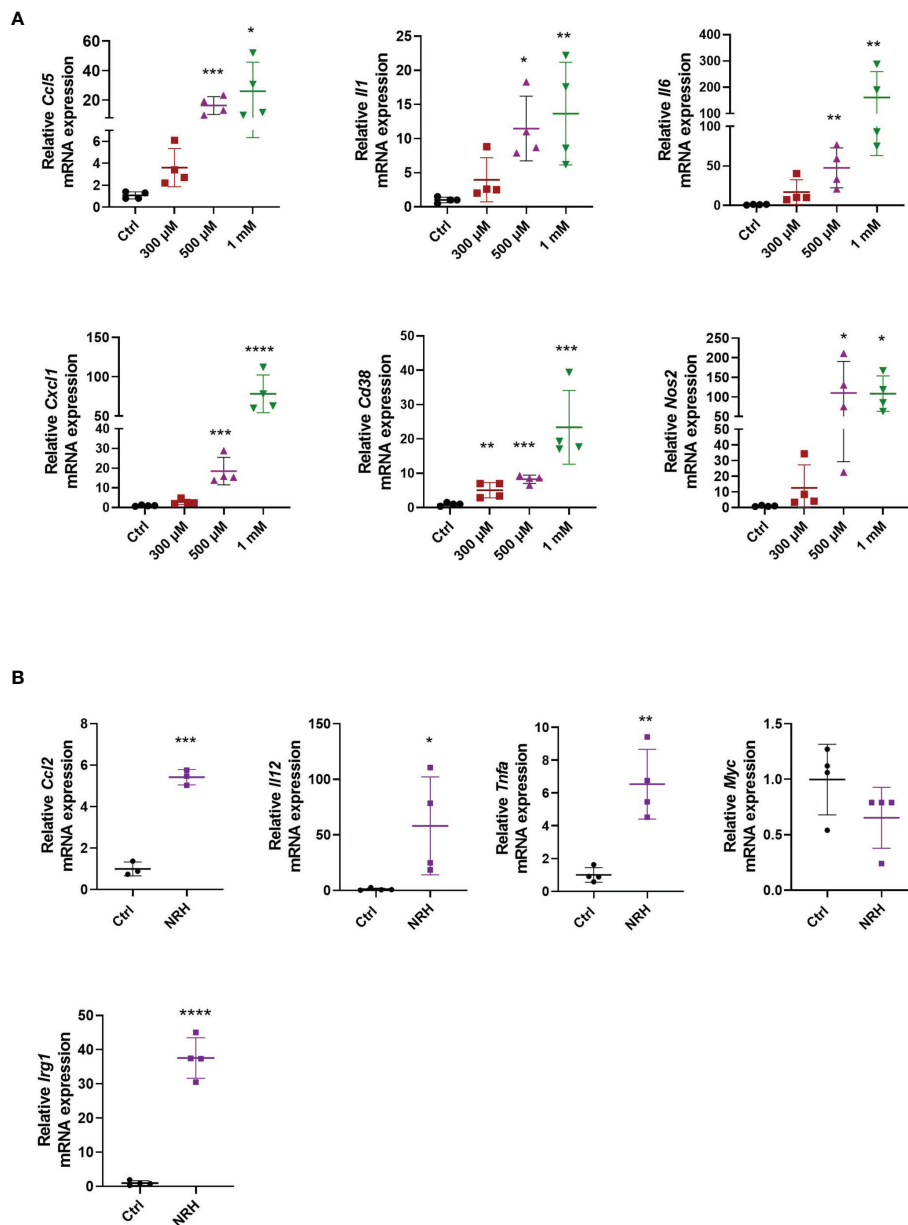 A
Relative Ccl5
mRNA expression
60
40
20
6
4
2
0
*
***
Ctrl
300 µM
500 µM
1 mM
Relative Il1
mRNA expression
25
20
15
10
5
0
*
**
Ctrl
300 µM
500 µM
1 mM
Relative Il6
mRNA expression
400
300
200
100
50
0
**
**
Ctrl
300 µM
500 µM
1 mM
Relative Cxcl1
mRNA expression
150
100
50
40
30
20
10
0
****
***
Ctrl
300 µM
500 µM
1 mM
Relative Cd38
mRNA expression
60
40
20
10
0
**
***
***
Ctrl
300 µM
500 µM
1 mM
Relative Nos2
mRNA expression
250
200
150
100
50
50
40
30
20
10
0
*
*
Ctrl
300 µM
500 µM
1 mM
B
Relative Ccl2
mRNA expression
8
6
4
2
0
***
Ctrl
NRH
Relative Il12
mRNA expression
150
100
50
0
*
Ctrl
NRH
Relative Tnfa
mRNA expression
10
8
6
4
2
0
**
Ctrl
NRH
Relative Myc
mRNA expression
1.5
1.0
0.5
0.0
Ctrl
NRH
Relative Irg1
mRNA expression
50
40
30
20
10
0
****
Ctrl
NRH